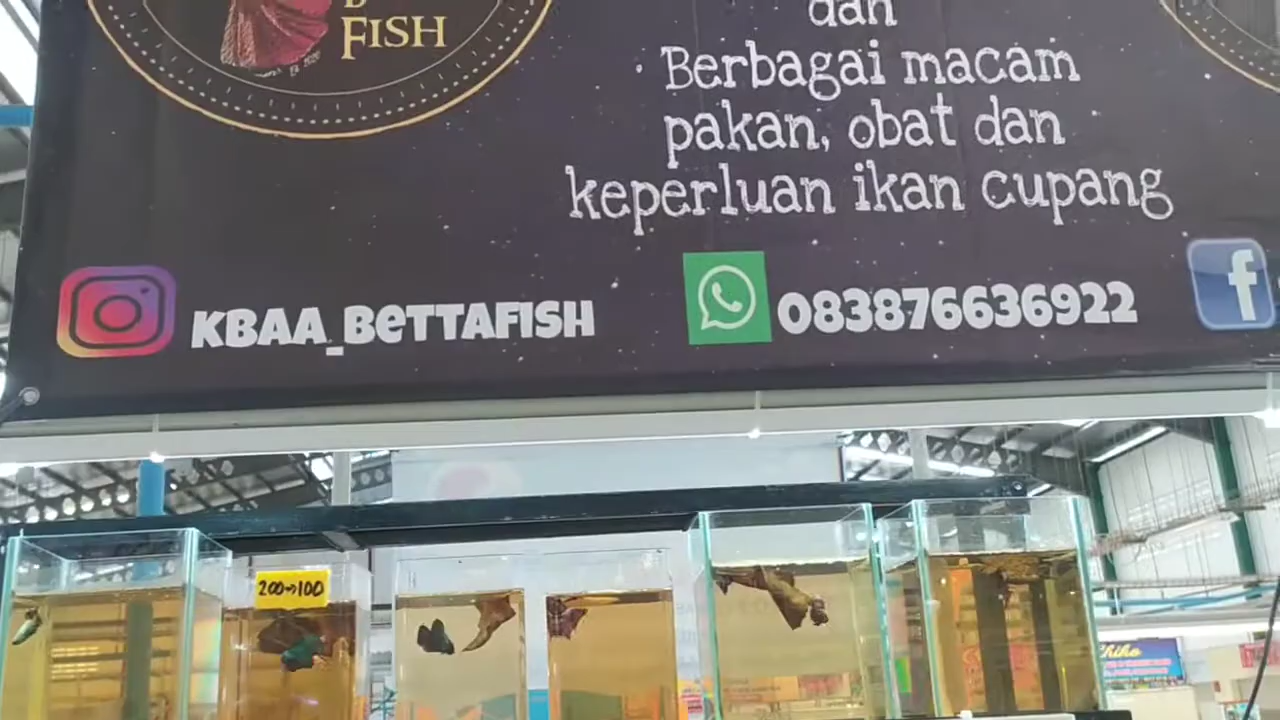 FISH
dan
Berbagai macam
pakan, obat dan
keperluan ikan cupang
KBAA_BETTAFISH
083876636922
200→100